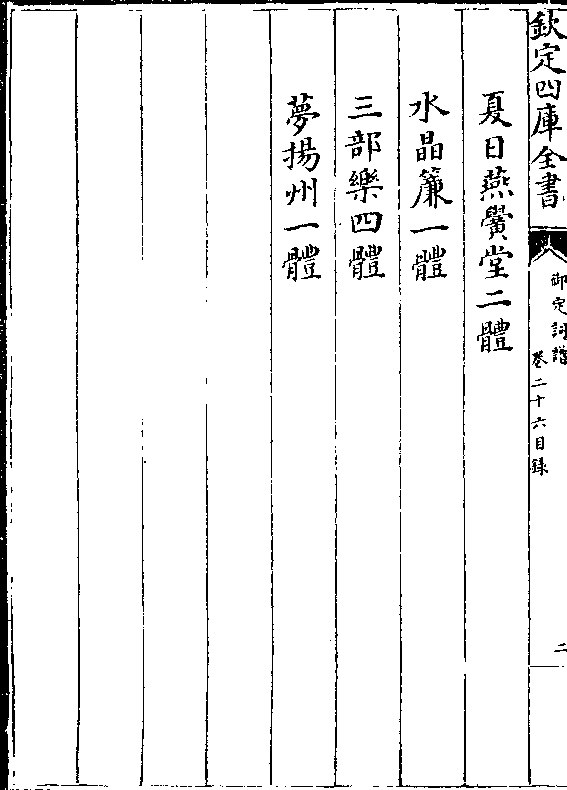 欽定四庫全書
御定詞譜
卷二十六目録
二
夏日燕黌堂二體
水晶簾一體
三部樂四體
夢揚州一體